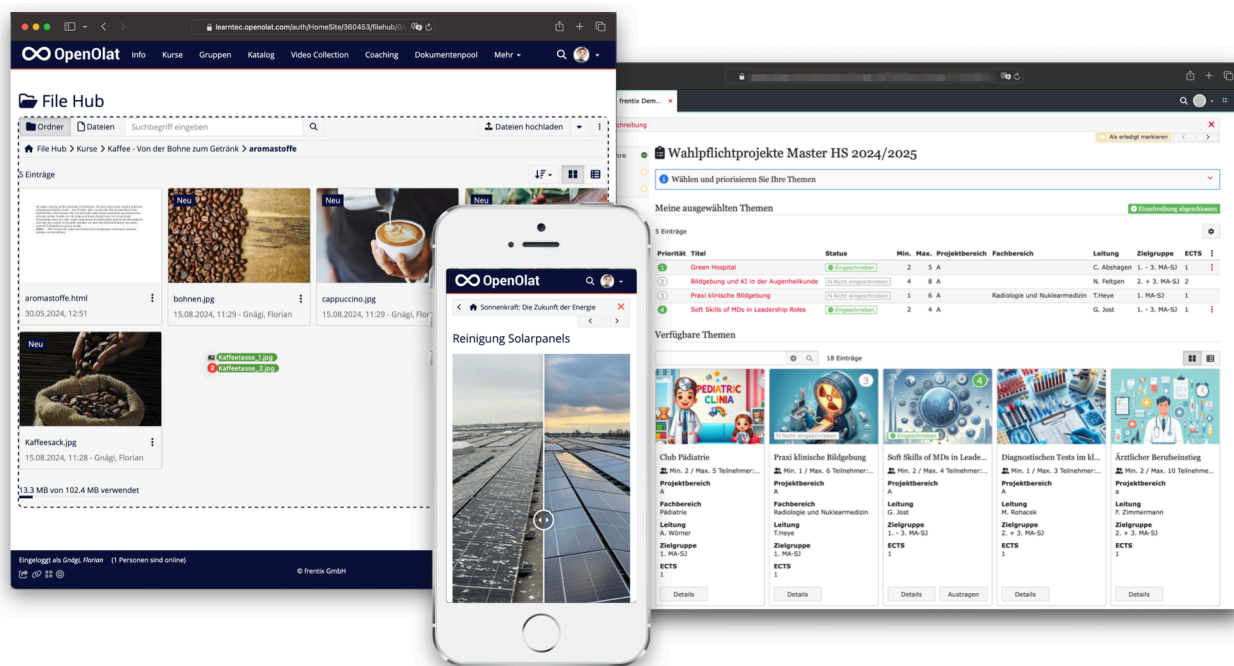 learntec.openolat.com/auth/HomeSite/360453/filehub/0/
OpenOlat
Info Kurse Gruppen Katalog Video Collection Coaching Dokumentenpool Mehr
File Hub
Ordner Dateien Suchbegriff eingeben Dateien hochladen
File Hub > Kurse > Kaffee - Von der Bohne zum Getränk > aromastoffe
5 Einträge
Neu Neu
aromastoffe.html bohnen.jpg cappuccino.jpg
30.05.2024, 12:51 15.08.2024, 11:29 - Gnägi, Florian 15.08.2024, 11:29 - Gnägi, Flor
Neu
Kaffeetasse_1.jpg
2 Kaffeetasse_2.jpg
Kaffeesack.jpg
15.08.2024, 11:28 - Gnägi, Florian
13.3 MB von 102.4 MB verwendet
Eingeloggt als Gnägi, Florian (1 Personen sind online)
© frentix GmbH
OpenOlat
Sonnenkraft: Die Zukunft der Energie
Reinigung Solarpanels
frentix Dem...
chreibung
Als erledigt markieren
hre
Wahlpflichtprojekte Master HS 2024/2025
Wählen und priorisieren Sie Ihre Themen
Meine ausgewählten Themen
Einschreibung abgeschlossen
5 Einträge
Priorität Titel Status Min. Max. Projektbereich Fachbereich Leitung Zielgruppe ECTS
1 Green Hospital Eingeschrieben 2 5 A C. Abshagen 1. - 3. MA-SJ 1
2 Bildgebung und KI in der Augenheilkunde Nicht eingeschrieben 4 8 A N. Feltgen 2. + 3. MA-SJ 2
3 Praxi klinische Bildgebung Nicht eingeschrieben 1 6 A Radiologie und Nuklearmedizin T.Heye 1. MA-SJ 1
4 Soft Skills of MDs in Leadership Roles Eingeschrieben 2 4 A G. Jost 1. - 3. MA-SJ 1
Verfügbare Themen
18 Einträge
PEDIATRIC
CLINIA
3
Nicht eingeschrieben
4
Eingeschrieben
Club Pädiatrie
Min. 2 / Max. 5 Teilnehmer:...
Projektbereich
A
Fachbereich
Pädiatrie
Leitung
A. Wörner
Zielgruppe
1. MA-SJ
ECTS
1
Details
Praxi klinische Bildgebung
Min. 1 / Max. 6 Teilnehmer:...
Projektbereich
A
Fachbereich
Radiologie und Nuklearmedizin
Leitung
T.Heye
Zielgruppe
1. MA-SJ
ECTS
1
Details
Soft Skills of MDs in Leade...
Min. 2 / Max. 4 Teilnehmer:...
Projektbereich
A
Leitung
G. Jost
Zielgruppe
1. - 3. MA-SJ
ECTS
1
Details Austragen
Diagnostischen Tests im kl...
Min. 1 / Max. 3 Teilnehmer:...
Projektbereich
A
Leitung
M. Rohacek
Zielgruppe
2. + 3. MA-SJ
ECTS
1
Details
Ärztlicher Berufseinstieg
Min. 2 / Max. 10 Teilnehme...
Projektbereich
a
Leitung
F. Zimmermann
Zielgruppe
2. + 3. MA-SJ
ECTS
1
Details